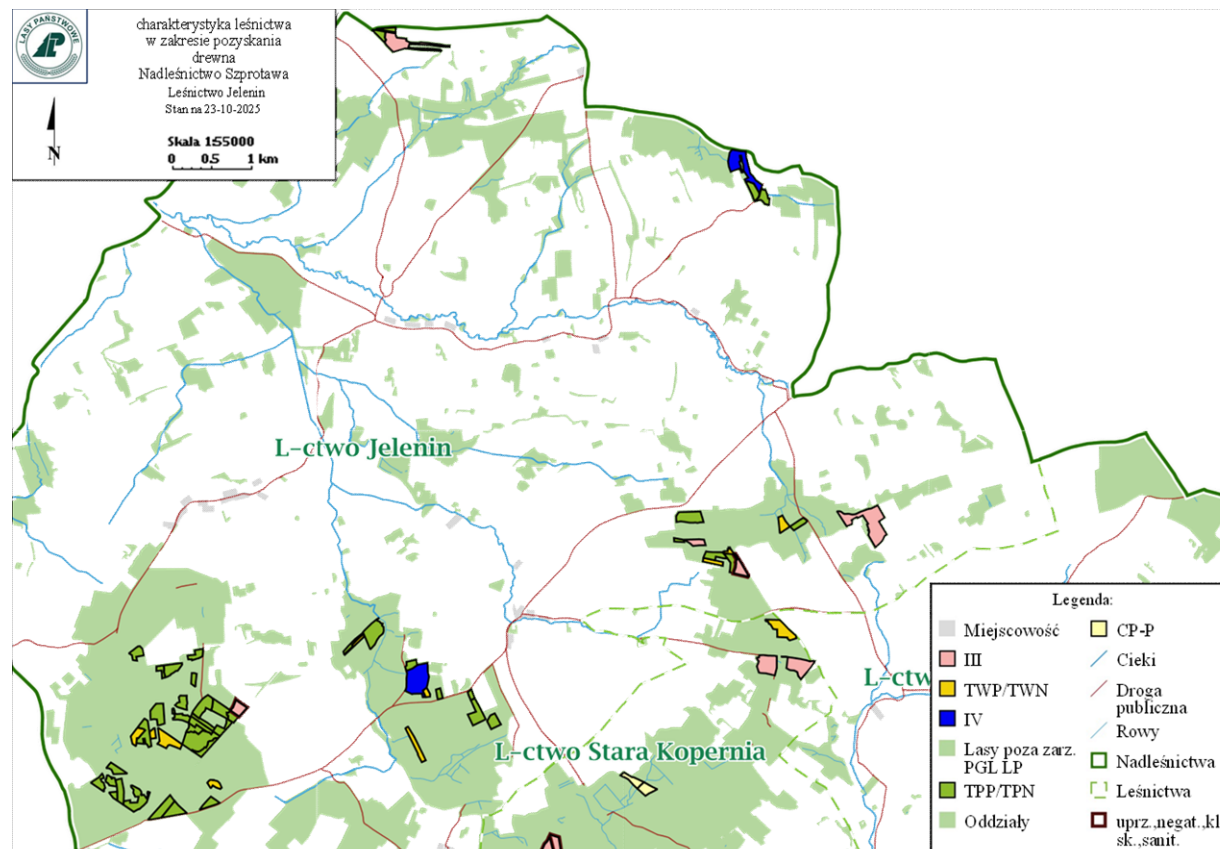 LASY PAŃSTWOWE
charakterystyka leśnictwa
w zakresie pozyskania
drewna
Nadleśnictwo Szprotawa
Leśnictwo Jelenin
Stan na 23-10-2025
N
Skala 1:55000
0 0.5 1 km
L-ctwo Jelenin
L-ctwo Stara Kopernia
L-ctw
Legenda:
Miejscowość
III
TWP/TWN
IV
Lasy poza zarz.
PGL LP
TPP/TPN
Oddziały
CP-P
Cieki
Droga
publiczna
Rowy
Nadleśnictwa
Leśnictwa
uprz.,negat.,kl
sk.,sanit.